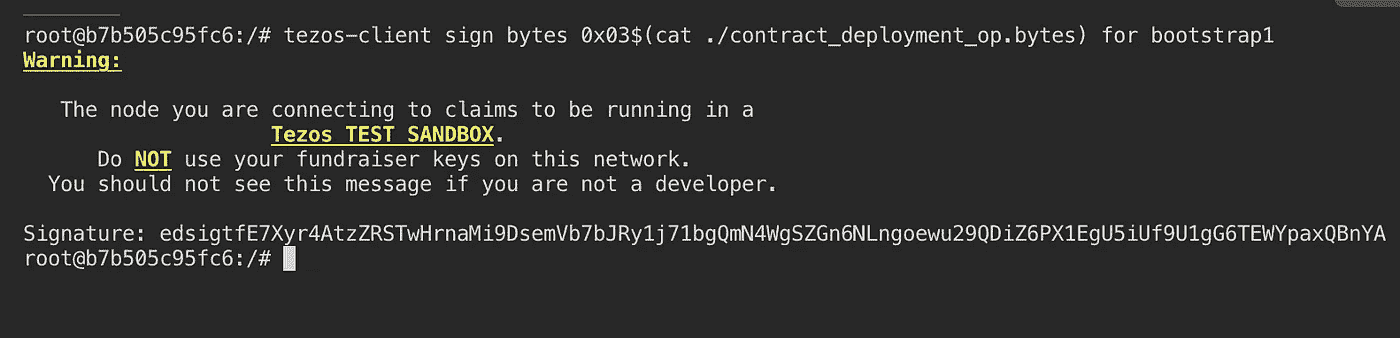 root@b7b505c95fc6:/# tezos-client sign bytes 0x03$(cat ./contract_deployment_op.bytes) for bootstrap1
Warning:
The node you are connecting to claims to be running in a
Tezos TEST SANDBOX.
Do NOT use your fundraiser keys on this network.
You should not see this message if you are not a developer.
Signature: edsigtfE7Xyr4AtzZRSTwHrnaMi9DsemVb7bJRy1j71bgQmN4WgSZGn6NLngoewu29QDiZ6PX1EgU5iUf9U1gG6TEWYpaxQBnYA
root@b7b505c95fc6:/#